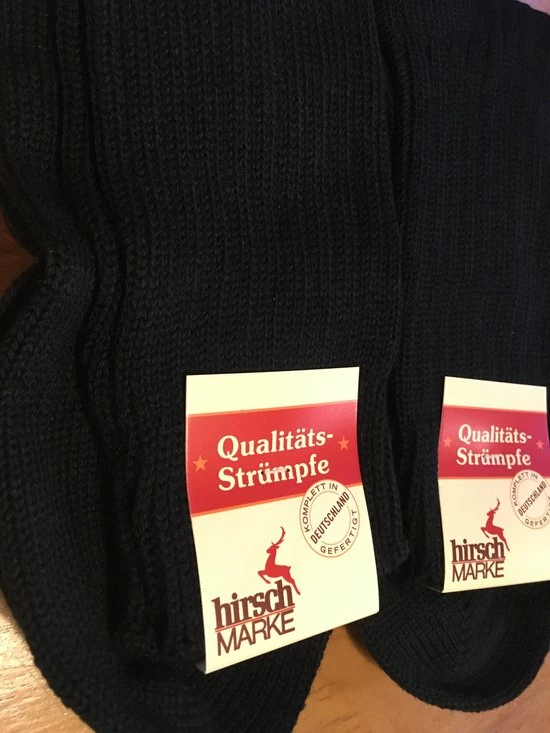 Qualitäts-
Strümpfe
KOMPLETT IN
DEUTSCHLAND
GEFERTIGT
hirsch
MARKE
Qualitäts-
Strümpfe
KOMPLETT IN
DEUTSCHLAND
GEFERTIGT
hirsch
MARKE